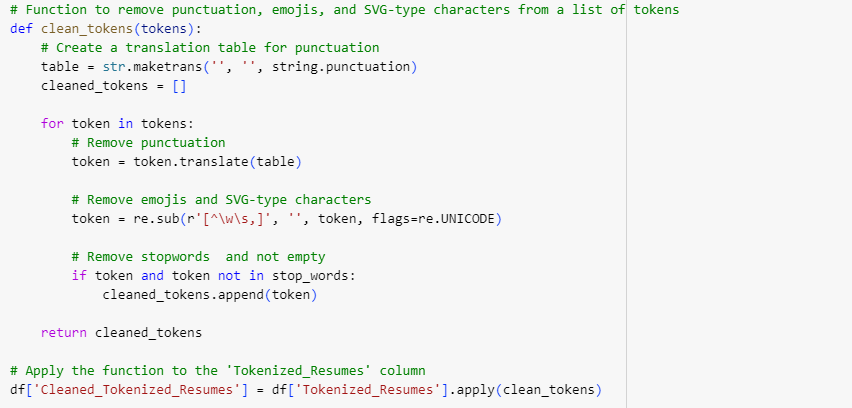 # Function to remove punctuation, emojis, and SVG-type characters from a list of tokens
def clean_tokens(tokens):
    # Create a translation table for punctuation
    table = str.maketrans('', '', string.punctuation)
    cleaned_tokens = []

    for token in tokens:
        # Remove punctuation
        token = token.translate(table)

        # Remove emojis and SVG-type characters
        token = re.sub(r'[^\w\s,]', '', token, flags=re.UNICODE)

        # Remove stopwords  and not empty
        if token and token not in stop_words:
            cleaned_tokens.append(token)

    return cleaned_tokens

# Apply the function to the 'Tokenized_Resumes' column
df['Cleaned_Tokenized_Resumes'] = df['Tokenized_Resumes'].apply(clean_tokens)